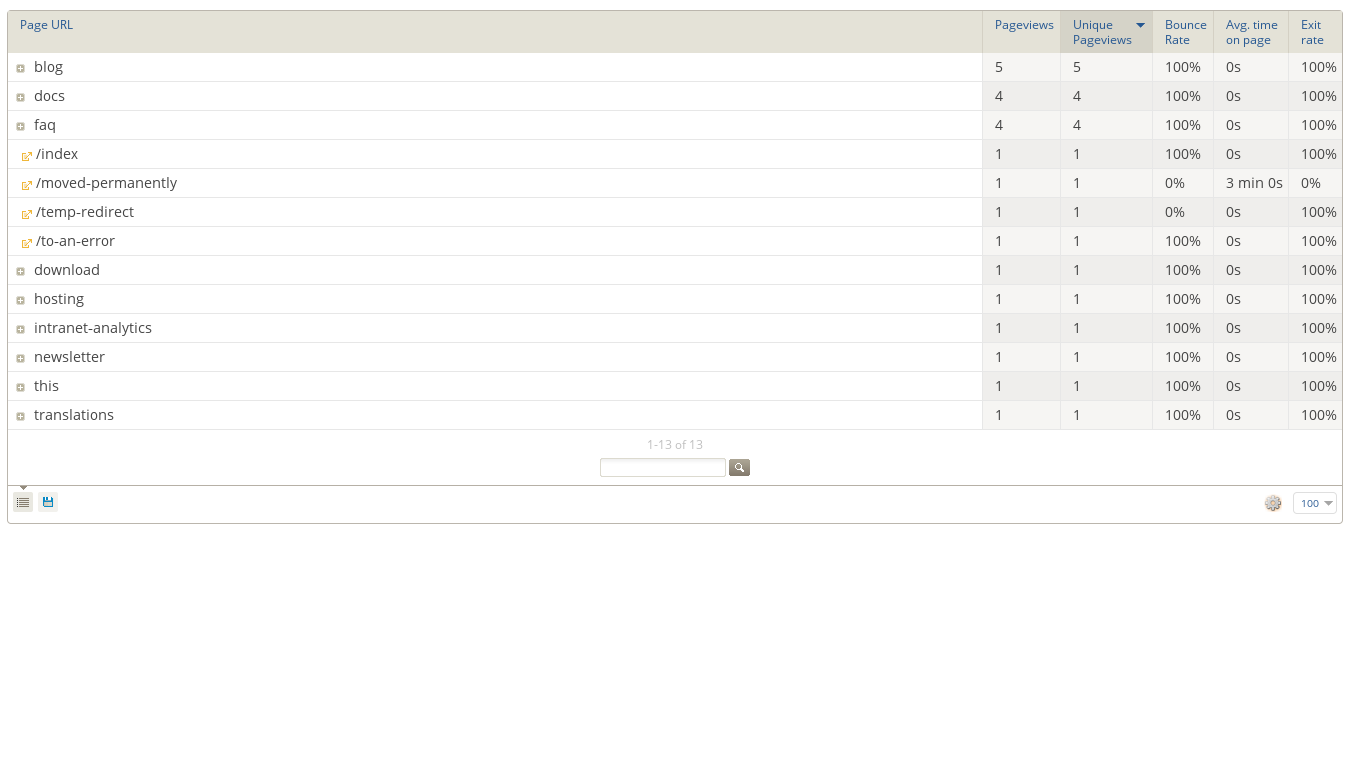 Page URL Pageviews Unique Pageviews Bounce Rate Avg. time on page Exit rate
blog 5 5 100% 0s 100%
docs 4 4 100% 0s 100%
faq 4 4 100% 0s 100%
/index 1 1 100% 0s 100%
/moved-permanently 1 1 0% 3 min 0s 0%
/temp-redirect 1 1 0% 0s 100%
/to-an-error 1 1 100% 0s 100%
download 1 1 100% 0s 100%
hosting 1 1 100% 0s 100%
intranet-analytics 1 1 100% 0s 100%
newsletter 1 1 100% 0s 100%
this 1 1 100% 0s 100%
translations 1 1 100% 0s 100%
1-13 of 13
100